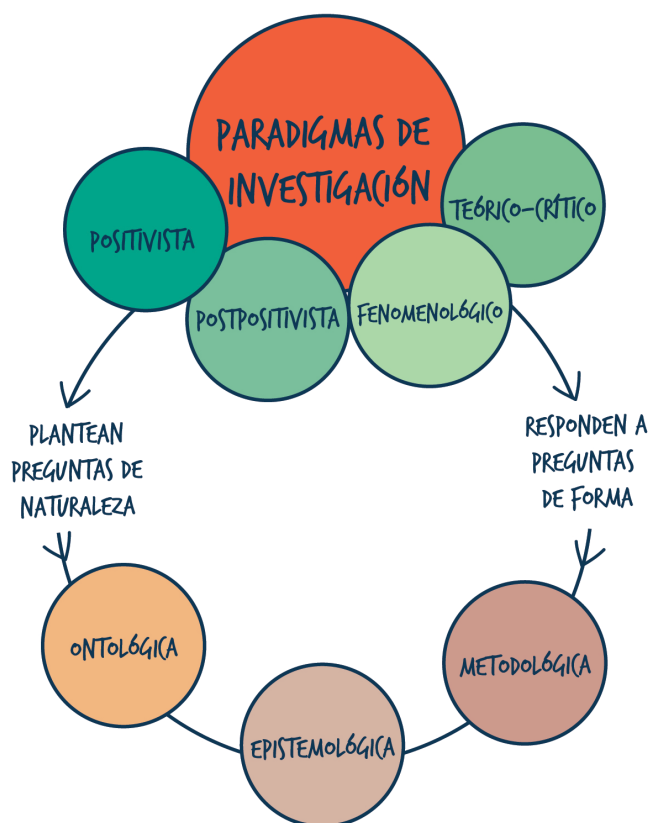 PARADIGMAS DE
INVESTIGACIÓN
POSITIVISTA
POSTPOSITIVISTA
FENOMENOLÓGICO
TEÓRICO-CRÍTICO
PLANTEAN
PREGUNTAS DE
NATURALEZA
RESPONDEN A
PREGUNTAS
DE FORMA
ONTOLÓGICA
EPISTEMOLÓGICA
METODOLÓGICA